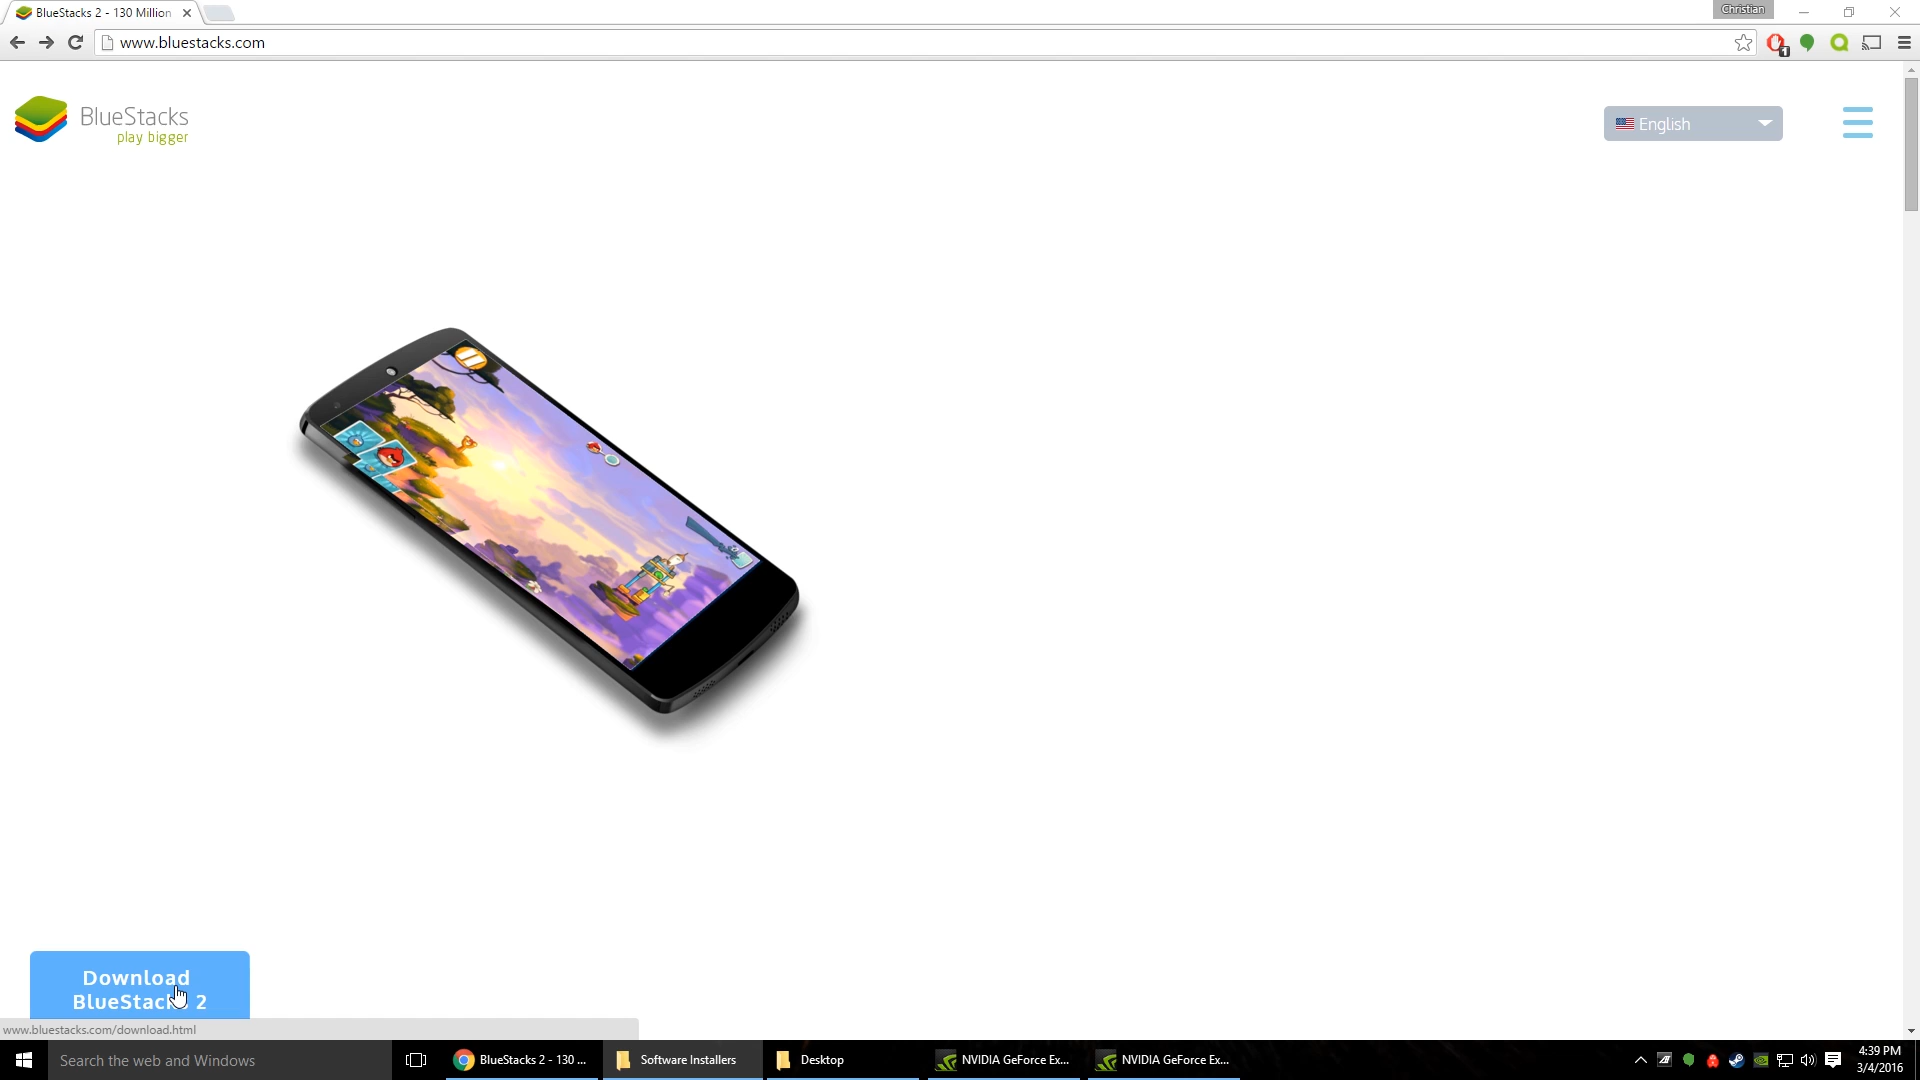 BlueStacks 2 - 130 Million
Christian
www.bluestacks.com
1
BlueStacks
play bigger
English
Download
BlueStac 2
www.bluestacks.com/download.html
Search the web and Windows
BlueStacks 2 - 130 ...
Software Installers
Desktop
NVIDIA GeForce Ex...
NVIDIA GeForce Ex...
4:39 PM
3/4/2016